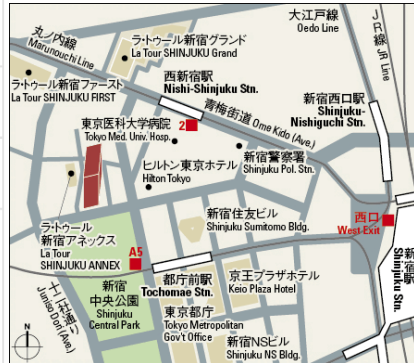 丸ノ内線
Marunouchi Line
ラ・トゥール新宿グランド
La Tour SHINJUKU Grand
大江戸線
Oedo Line
JR線 JR Line
ラ・トゥール新宿ファースト
La Tour SHINJUKU FIRST
西新宿駅
Nishi-Shinjuku Stn.
青梅街道 Ome Kido (Ave.)
新宿西口駅
Shinjuku-
Nishiguchi Stn.
東京医科大学病院
Tokyo Med. Univ. Hosp.
2
ヒルトン東京ホテル
Hilton Tokyo
新宿警察署
Shinjuku Pol. Stn.
ラ・トゥール
新宿アネックス
La Tour
SHINJUKU ANNEX
A5
新宿住友ビル
Shinjuku Sumitomo Bldg.
西口
West Exit
新宿駅
Shinjuku Stn.
十二社通り
Juniso Dori (Ave.)
新宿
中央公園
Shinjuku
Central Park
都庁前駅
Tochomae Stn.
京王プラザホテル
Keio Plaza Hotel
東京都庁
Tokyo Metropolitan
Gov't Office
新宿NSビル
Shinjuku NS Bldg.
N